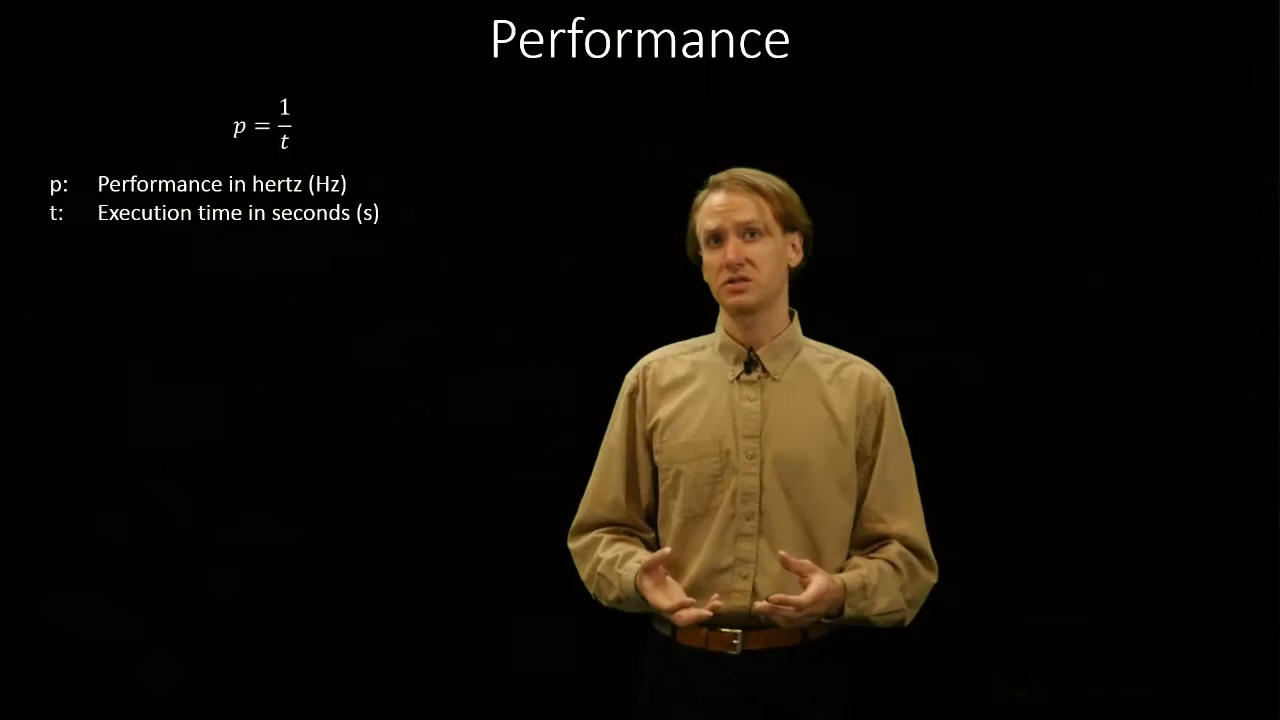 Performance
p = 1/t
p: Performance in hertz (Hz)
t: Execution time in seconds (s)